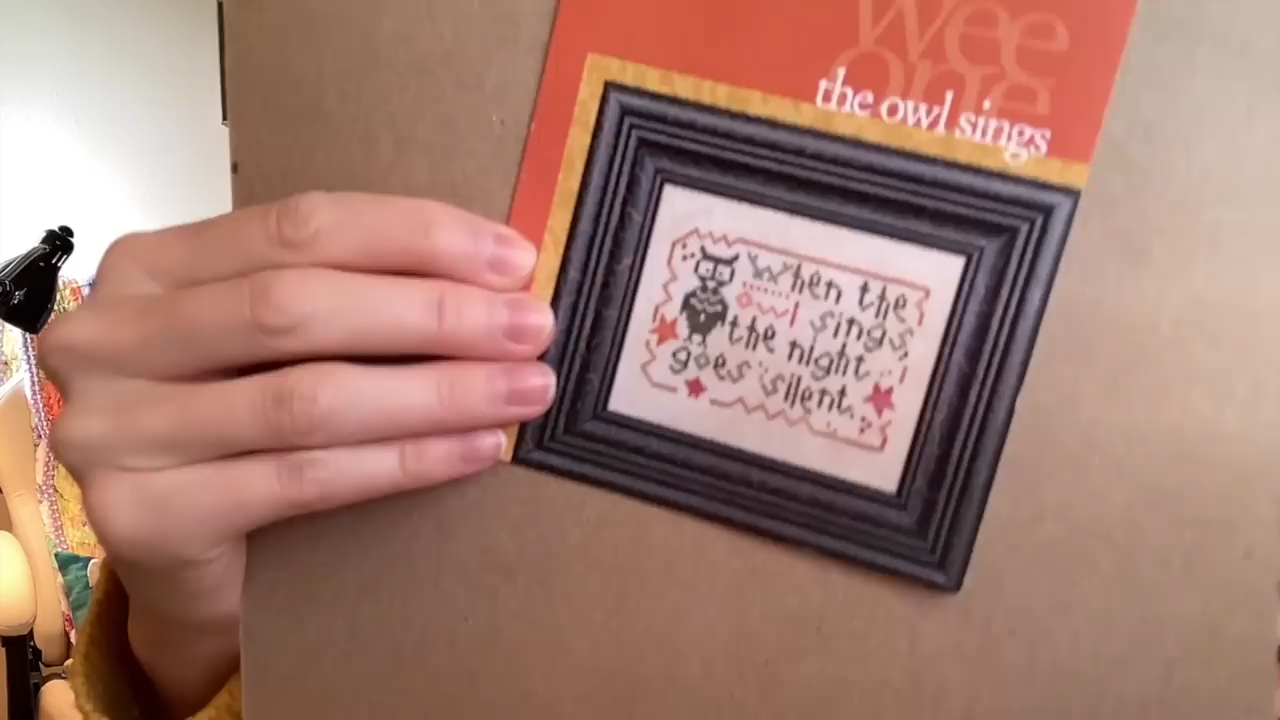 Wee
one
the owl sings
When the
owl sings,
the night
goes silent.